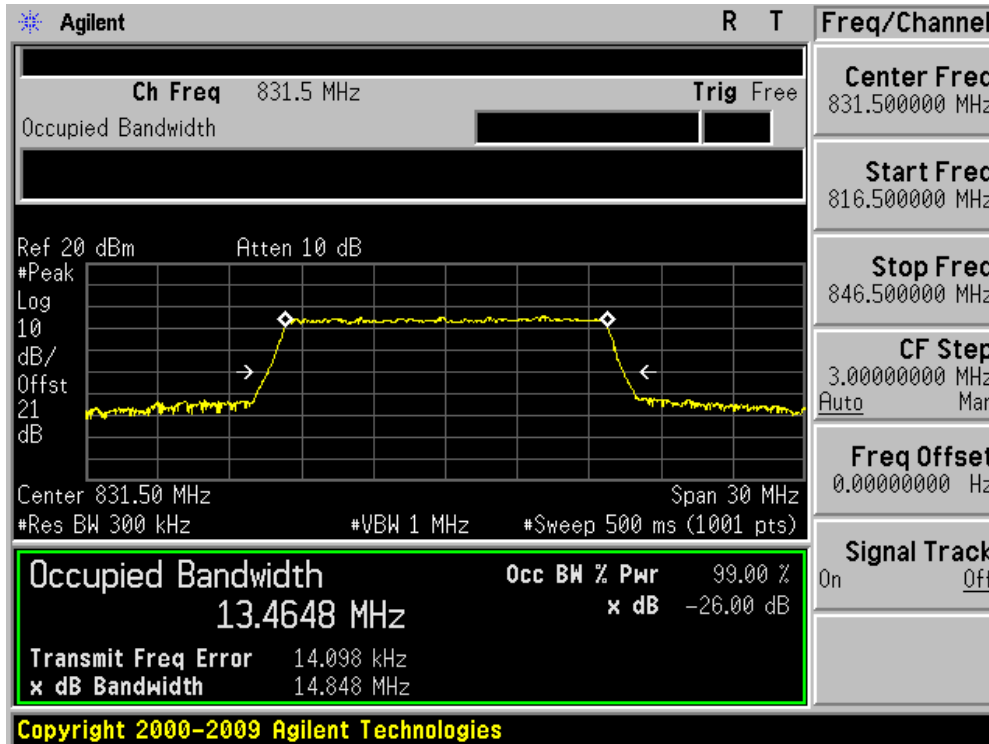 Agilent R T
Ch Freq 831.5 MHz Trig Free
Occupied Bandwidth
Ref 20 dBm Atten 10 dB
#Peak
Log
10
dB/
Offst
21
dB
Center 831.50 MHz Span 30 MHz
#Res BW 300 kHz #VBW 1 MHz #Sweep 500 ms (1001 pts)
Occupied Bandwidth
13.4648 MHz
Occ BW % Pwr 99.00 %
x dB -26.00 dB
Transmit Freq Error 14.098 kHz
x dB Bandwidth 14.848 MHz
Copyright 2000-2009 Agilent Technologies
Freq/Channel
Center Freq
831.500000 MHz
Start Freq
816.500000 MHz
Stop Freq
846.500000 MHz
CF Step
3.00000000 MHz
Auto Man
Freq Offset
0.00000000 Hz
Signal Track
On Off